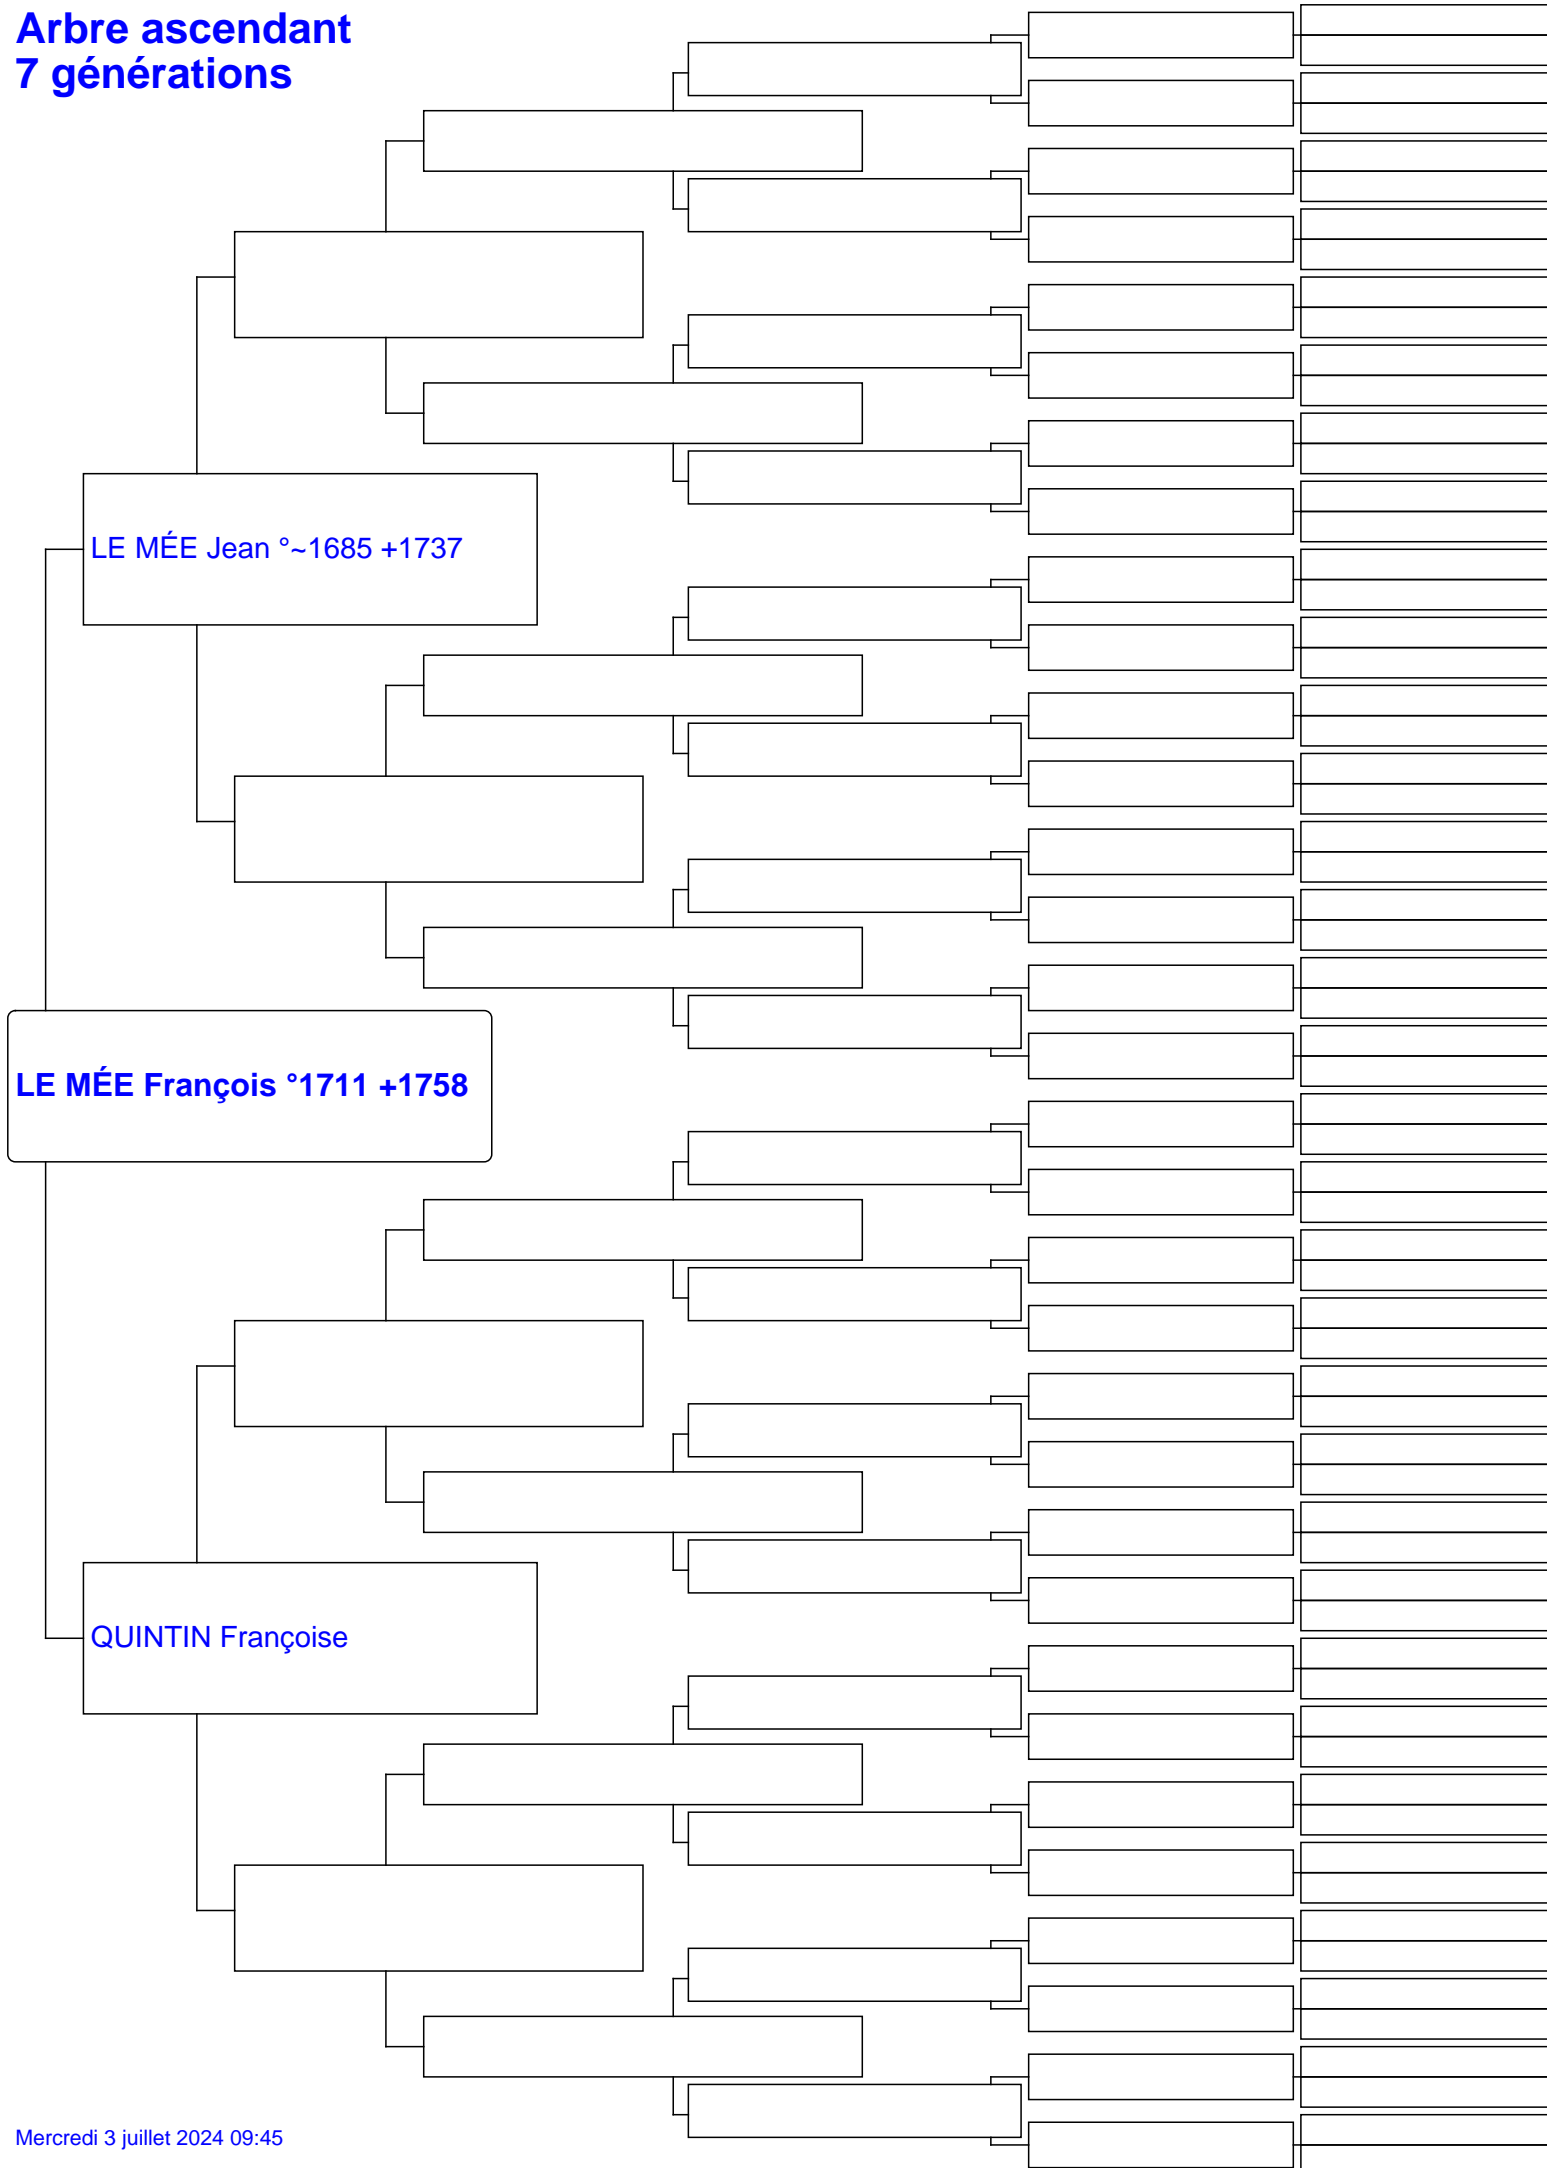 Arbre ascendant
7 générations
LE MÉE Jean °~1685 +1737
LE MÉE François °1711 +1758
QUINTIN Françoise
Mercredi 3 juillet 2024 09:45